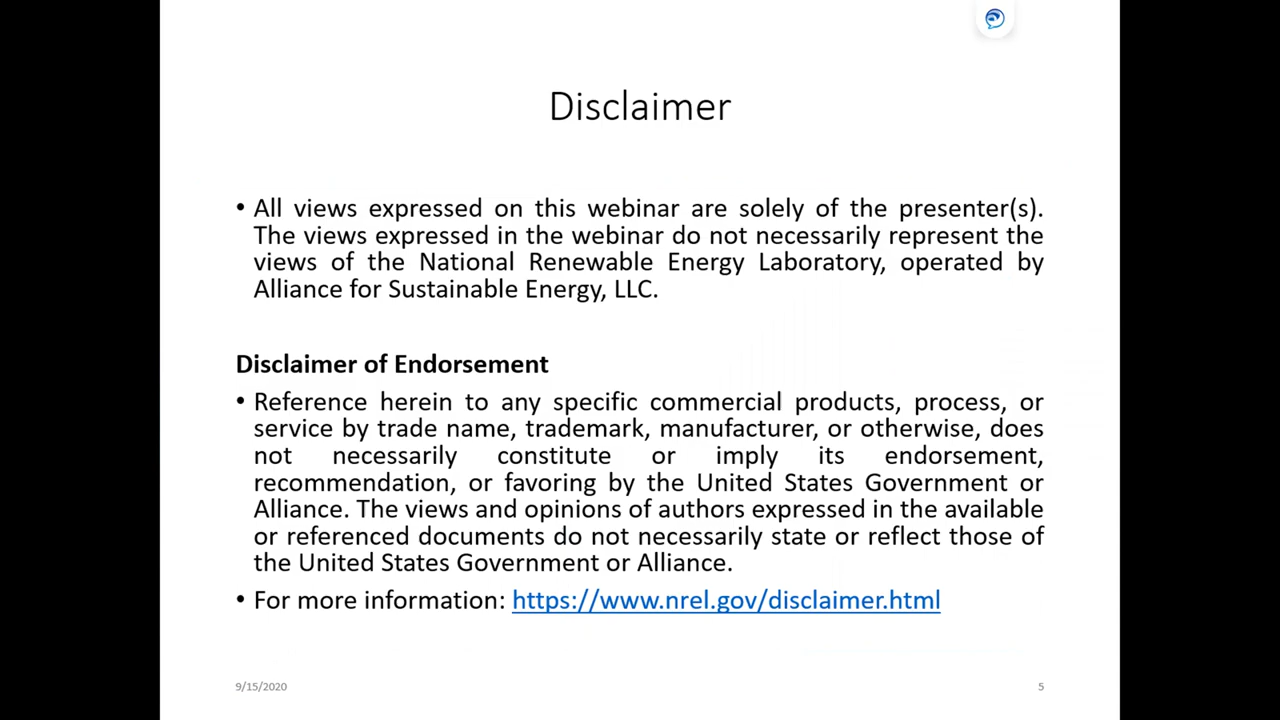 Disclaimer
• All views expressed on this webinar are solely of the presenter(s).
The views expressed in the webinar do not necessarily represent the
views of the National Renewable Energy Laboratory, operated by
Alliance for Sustainable Energy, LLC.
Disclaimer of Endorsement
• Reference herein to any specific commercial products, process, or
service by trade name, trademark, manufacturer, or otherwise, does
not necessarily constitute or imply its endorsement,
recommendation, or favoring by the United States Government or
Alliance. The views and opinions of authors expressed in the available
or referenced documents do not necessarily state or reflect those of
the United States Government or Alliance.
• For more information: https://www.nrel.gov/disclaimer.html
9/15/2020
5